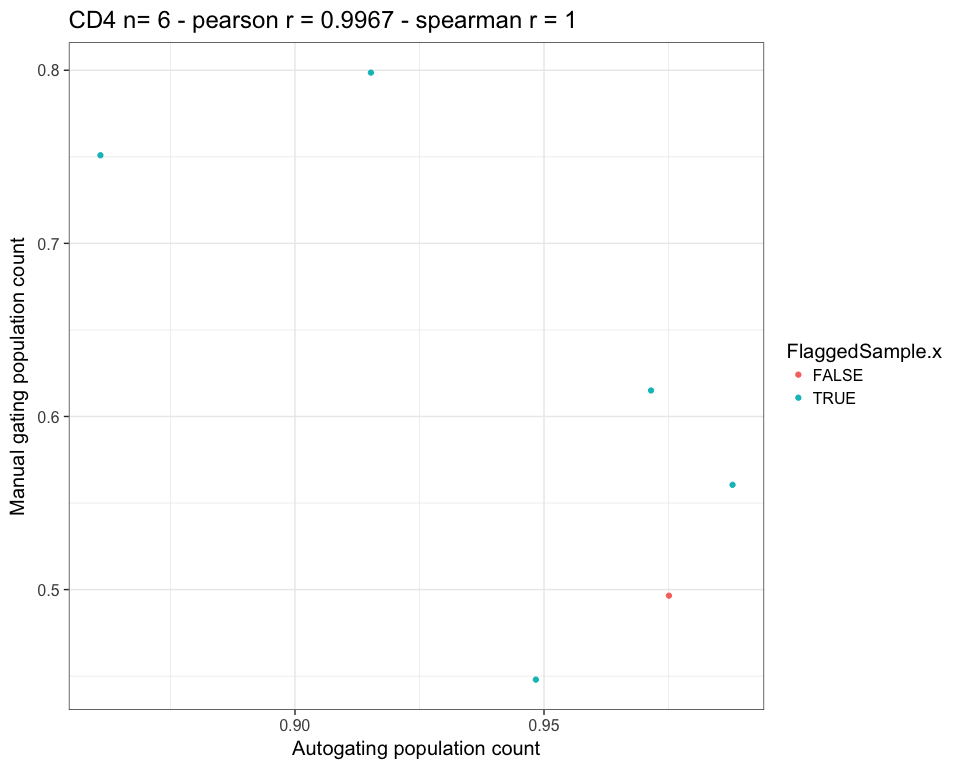 CD4 n= 6 - pearson r = 0.9967 - spearman r = 1
Manual gating population count
0.8
0.7
0.6
0.5
0.90
0.95
Autogating population count
FlaggedSample.x
FALSE
TRUE